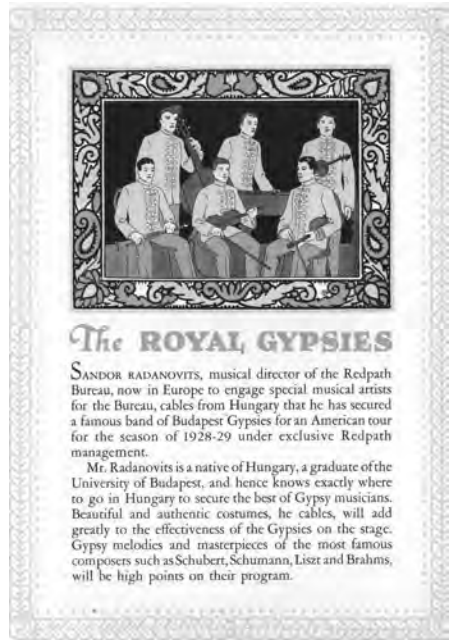 The ROYAL GYPSIES
SANDOR RADANOVITS, musical director of the Redpath
Bureau, now in Europe to engage special musical artists
for the Bureau, cables from Hungary that he has secured
a famous band of Budapest Gypsies for an American tour
for the season of 1928-29 under exclusive Redpath
management.
Mr. Radanovits is a native of Hungary, a graduate of the
University of Budapest, and hence knows exactly where
to go in Hungary to secure the best of Gypsy musicians.
Beautiful and authentic costumes, he cables, will add
greatly to the effectiveness of the Gypsies on the stage.
Gypsy melodies and masterpieces of the most famous
composers such as Schubert, Schumann, Liszt and Brahms,
will be high points on their program.